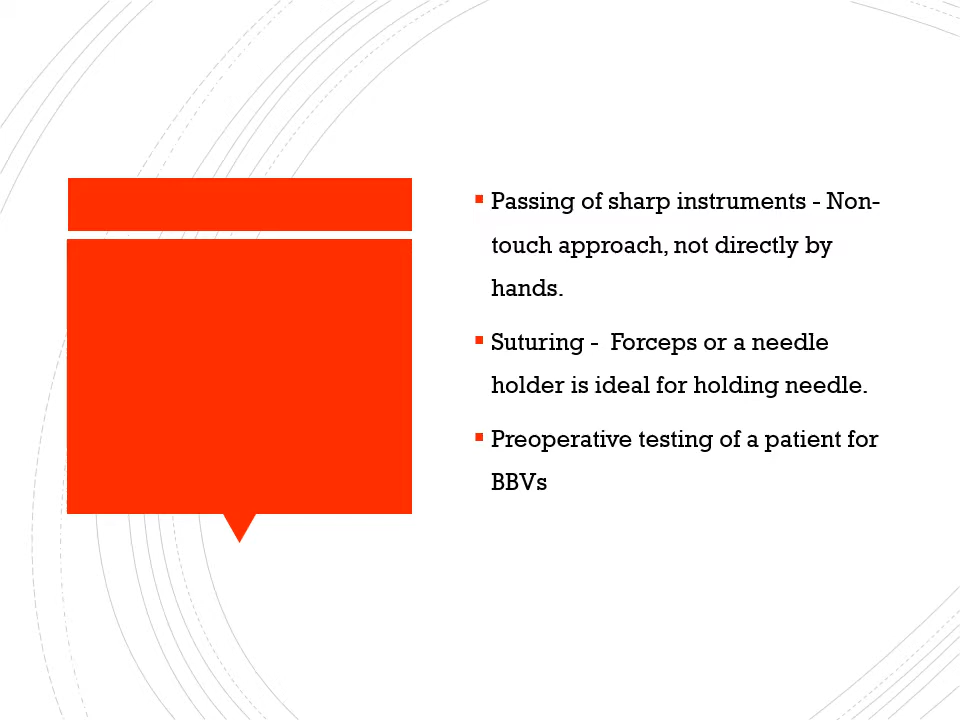 Passing of sharp instruments - Non-
touch approach, not directly by
hands.
Suturing -  Forceps or a needle
holder is ideal for holding needle.
Preoperative testing of a patient for
BBVs